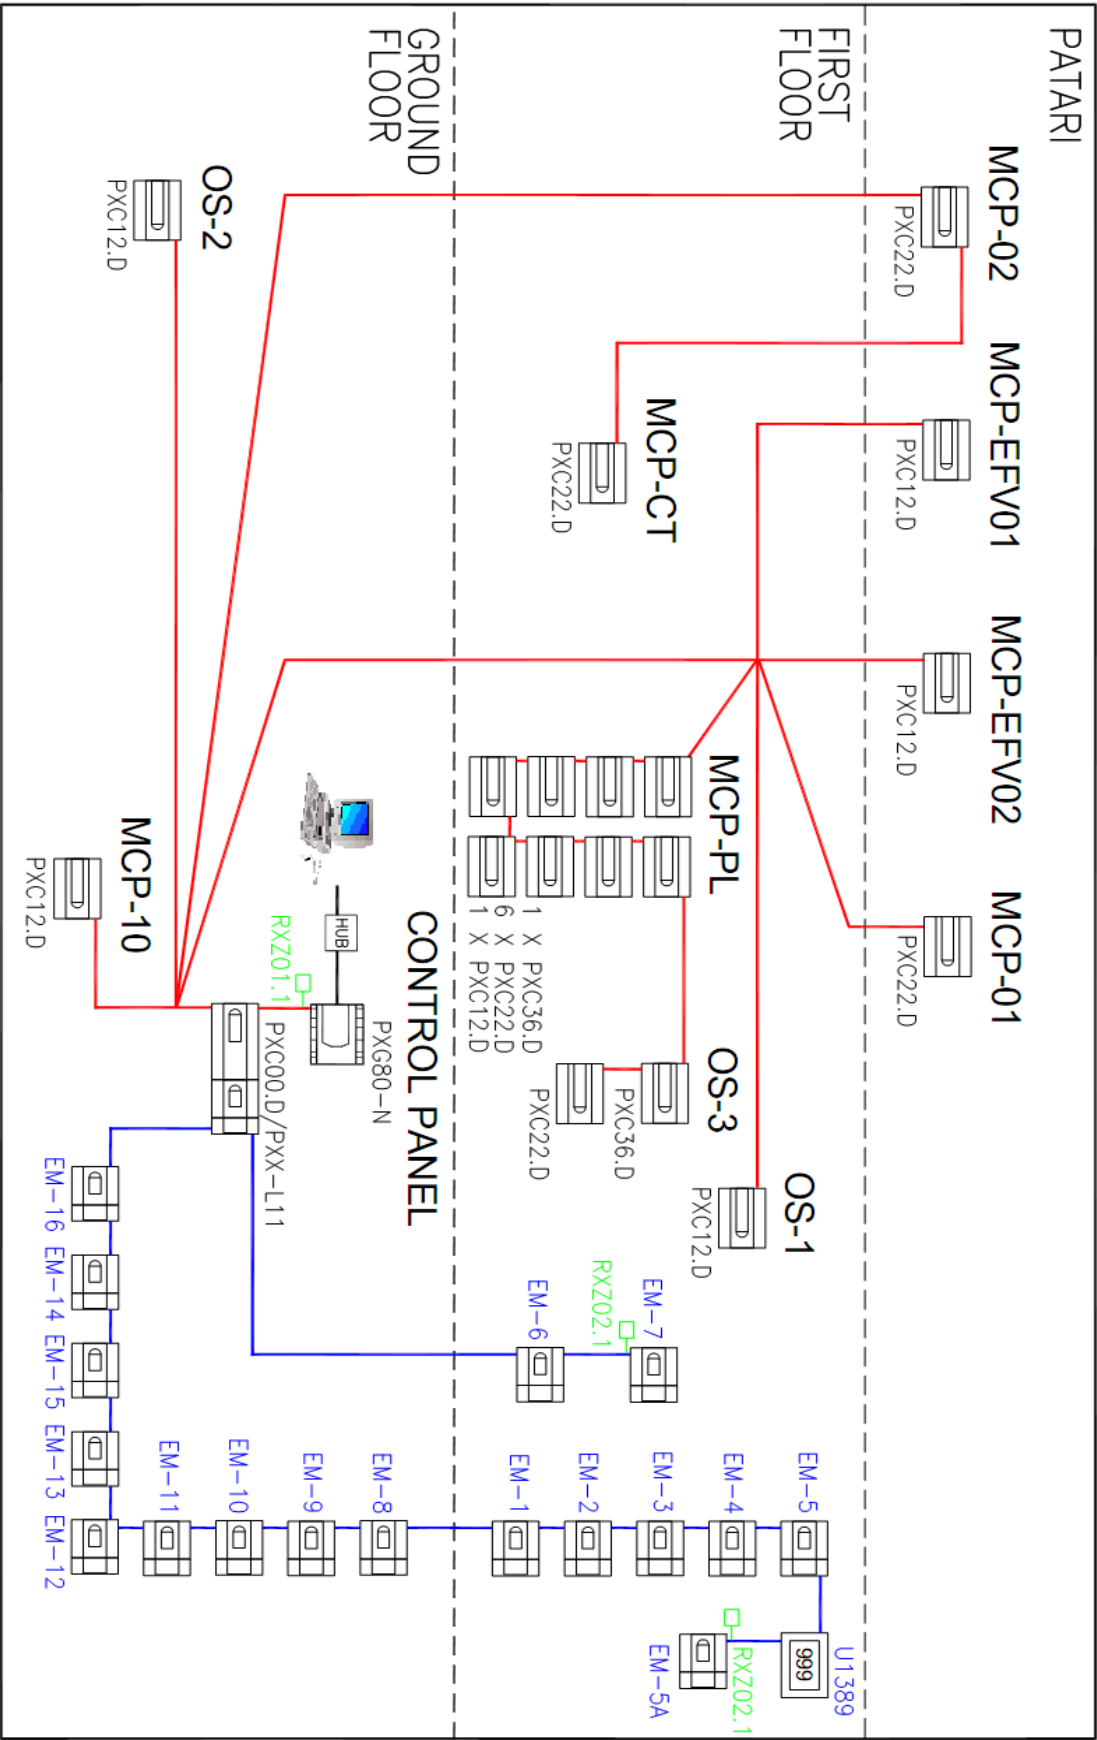 PATARI
MCP-02
PXC22.D
MCP-EFV01
PXC12.D
MCP-EFV02
PXC12.D
MCP-01
PXC22.D
FIRST
FLOOR
MCP-CT
PXC22.D
MCP-PL
1 X PXC36.D
6 X PXC22.D
1 X PXC12.D
OS-3
PXC36.D
PXC22.D
OS-1
PXC12.D
EM-7
RXZ02.1
EM-6
EM-5
EM-4
EM-3
EM-2
EM-1
U1389
999
RXZ02.1
EM-5A
GROUND
FLOOR
OS-2
PXC12.D
MCP-10
PXC12.D
CONTROL PANEL
HUB
PXG80-N
RXZ01.1
PXC00.D/PXX-L11
EM-8
EM-9
EM-10
EM-11
EM-16
EM-14
EM-15
EM-13
EM-12